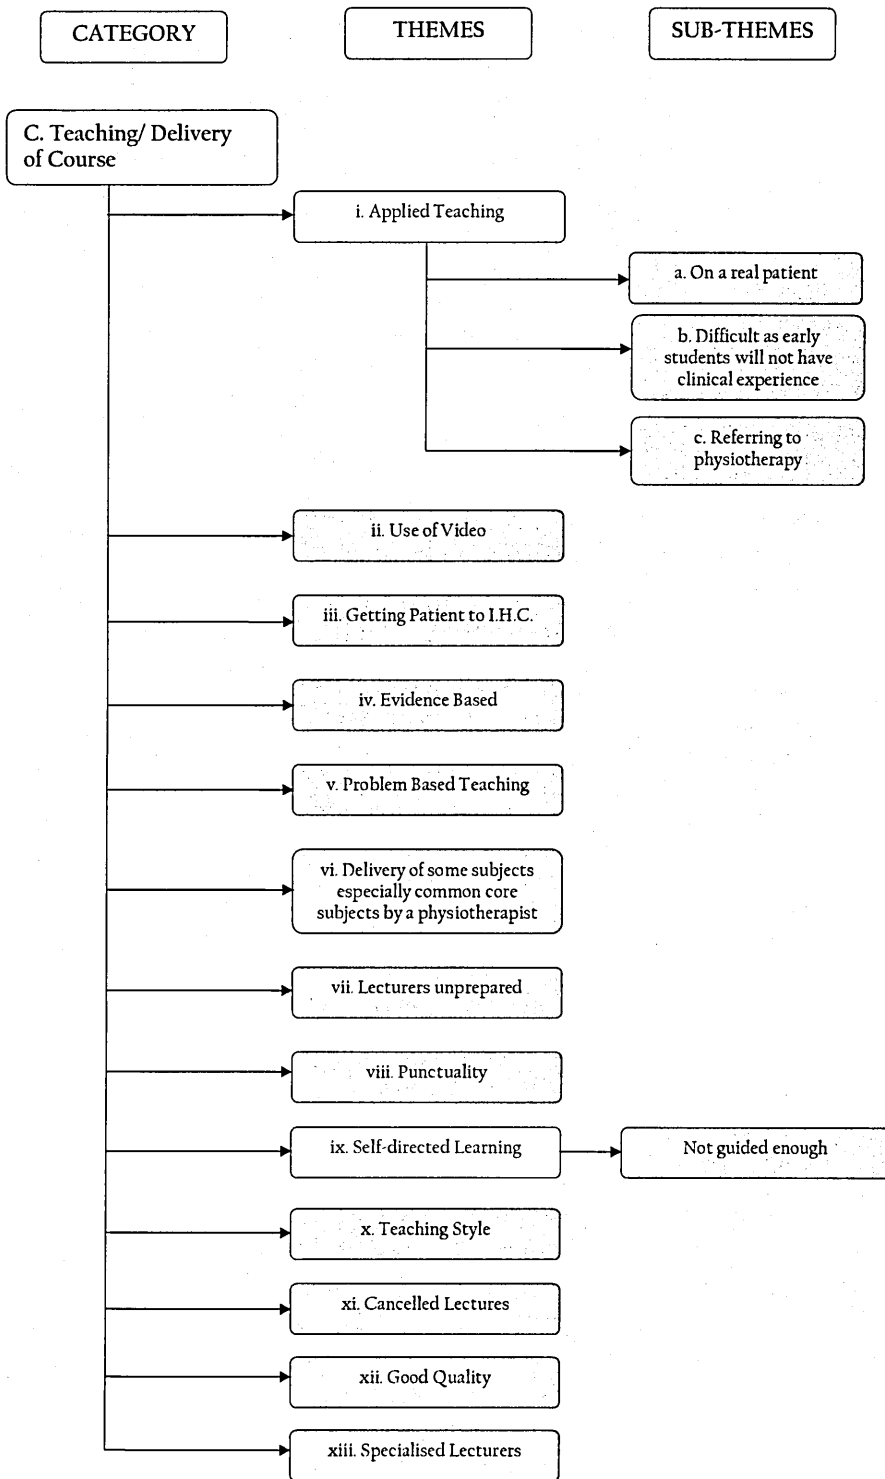 CATEGORY
THEMES
SUB-THEMES
C. Teaching/ Delivery
of Course
i. Applied Teaching
a. On a real patient
b. Difficult as early
students will not have
clinical experience
c. Referring to
physiotherapy
ii. Use of Video
iii. Getting Patient to I.H.C.
iv. Evidence Based
v. Problem Based Teaching
vi. Delivery of some subjects
especially common core
subjects by a physiotherapist
vii. Lecturers unprepared
viii. Punctuality
ix. Self-directed Learning
Not guided enough
x. Teaching Style
xi. Cancelled Lectures
xii. Good Quality
xiii. Specialised Lecturers